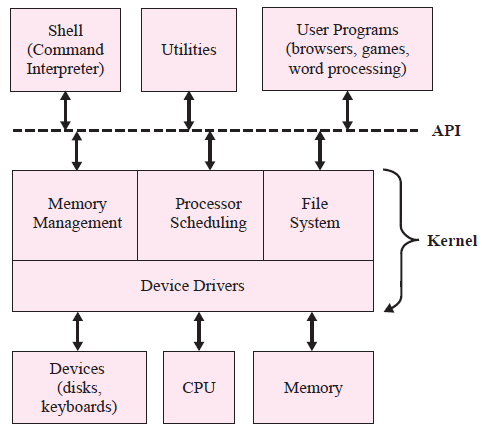 Shell
(Command
Interpreter)
Utilities
User Programs
(browsers, games,
word processing)
API
Memory
Management
Processor
Scheduling
File
System
Kernel
Device Drivers
Devices
(disks,
keyboards)
CPU
Memory